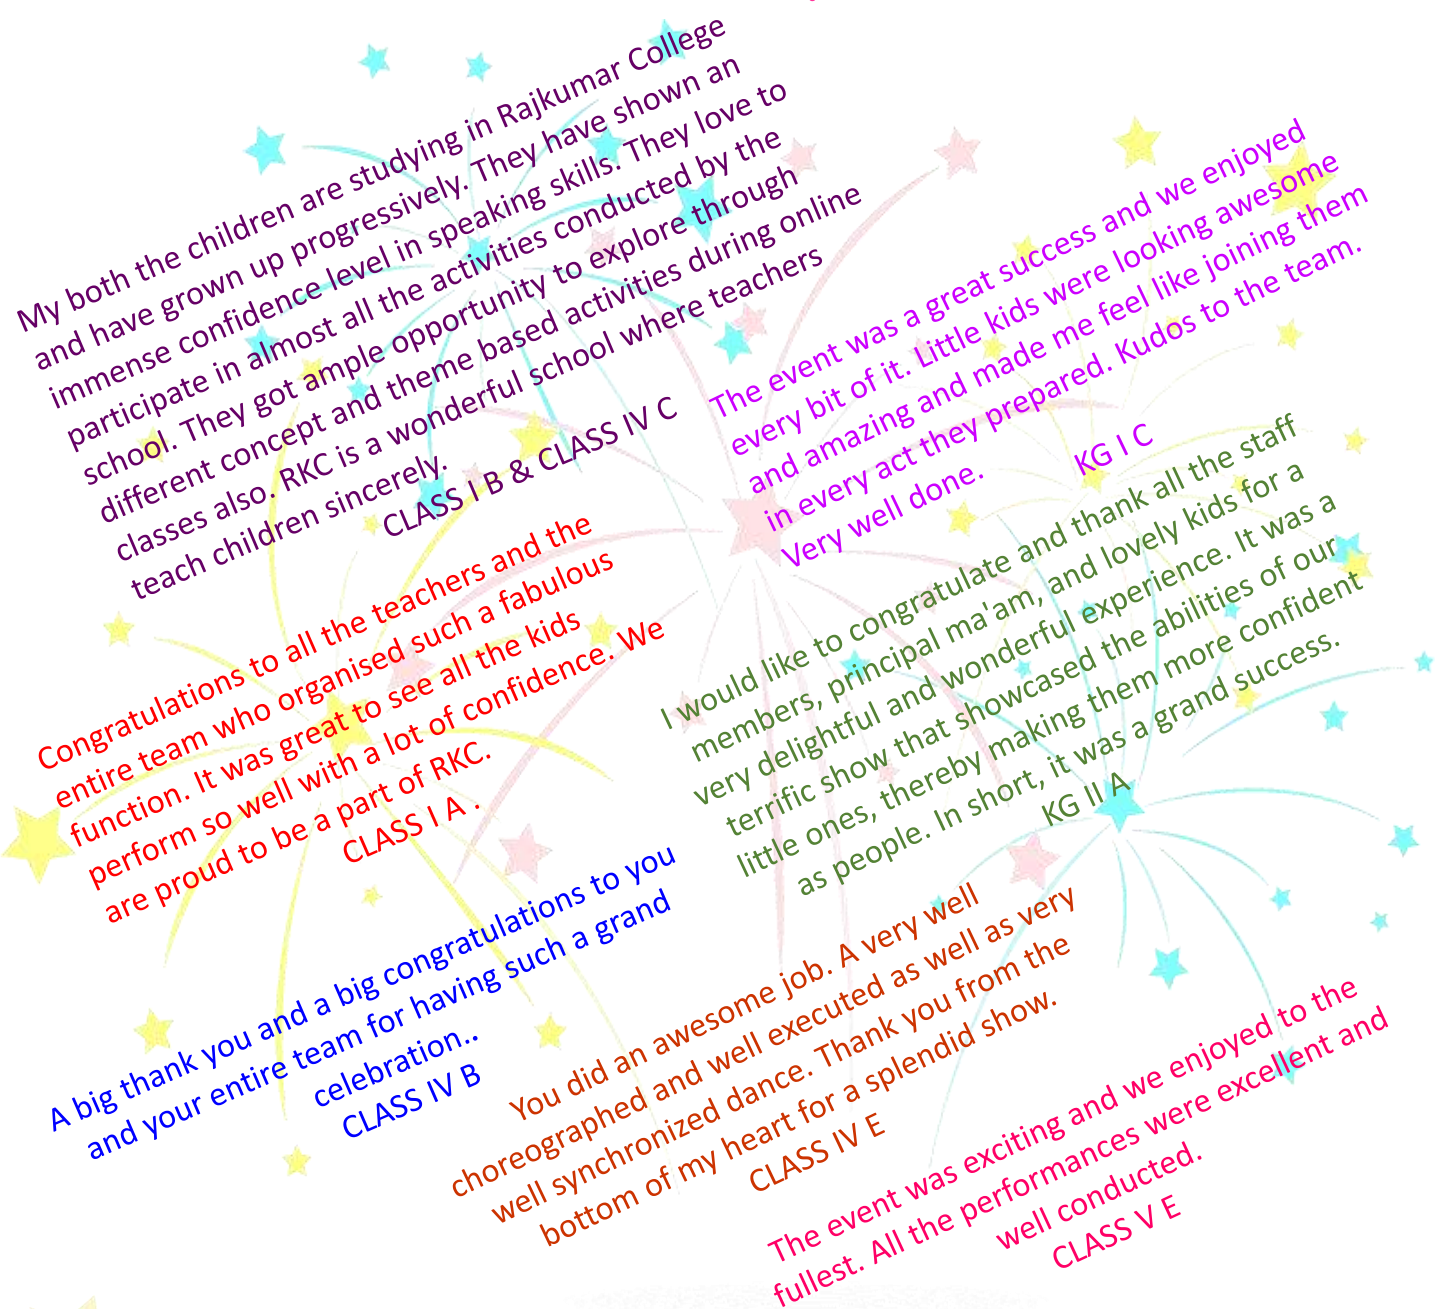 My both the children are studying in Rajkumar College
and have grown up progressively. They have shown an
immense confidence level in speaking skills. They love to
participate in almost all the activities conducted by the
school. They got ample opportunity to explore through
different concept and theme based activities during online
classes also. RKC is a wonderful school where teachers
teach children sincerely.
CLASS I B & CLASS IV C
The event was a great success and we enjoyed
every bit of it. Little kids were looking awesome
and amazing and made me feel like joining them
in every act they prepared. Kudos to the team.
Very well done.
KG I C
Congratulations to all the teachers and the
entire team who organised such a fabulous
function. It was great to see all the kids
perform so well with a lot of confidence. We
are proud to be a part of RKC.
CLASS I A .
I would like to congratulate and thank all the staff
members, principal ma'am, and lovely kids for a
very delightful and wonderful experience. It was a
terrific show that showcased the abilities of our
little ones, thereby making them more confident
as people. In short, it was a grand success.
KG II A
A big thank you and a big congratulations to you
and your entire team for having such a grand
celebration..
CLASS IV B
You did an awesome job. A very well
choreographed and well executed as well as very
well synchronized dance. Thank you from the
bottom of my heart for a splendid show.
CLASS IV E
The event was exciting and we enjoyed to the
fullest. All the performances were excellent and
well conducted.
CLASS V E